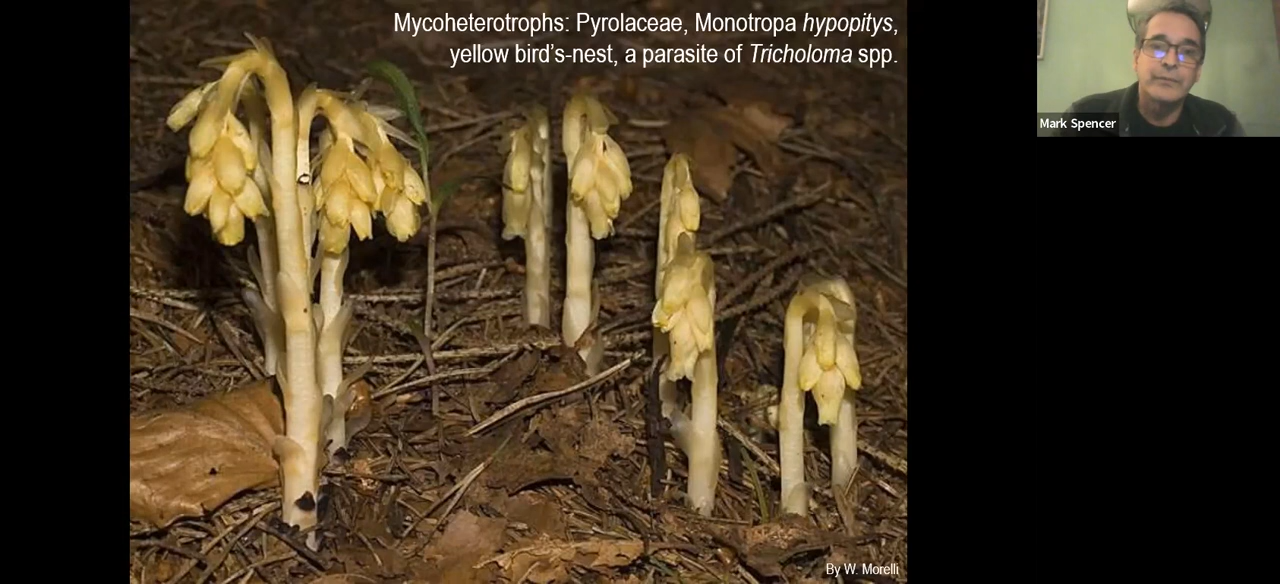 Mycoheterotrophs: Pyrolaceae, Monotropa hypopitys,
yellow bird's-nest, a parasite of Tricholoma spp.
Mark Spencer
By W. Morelli